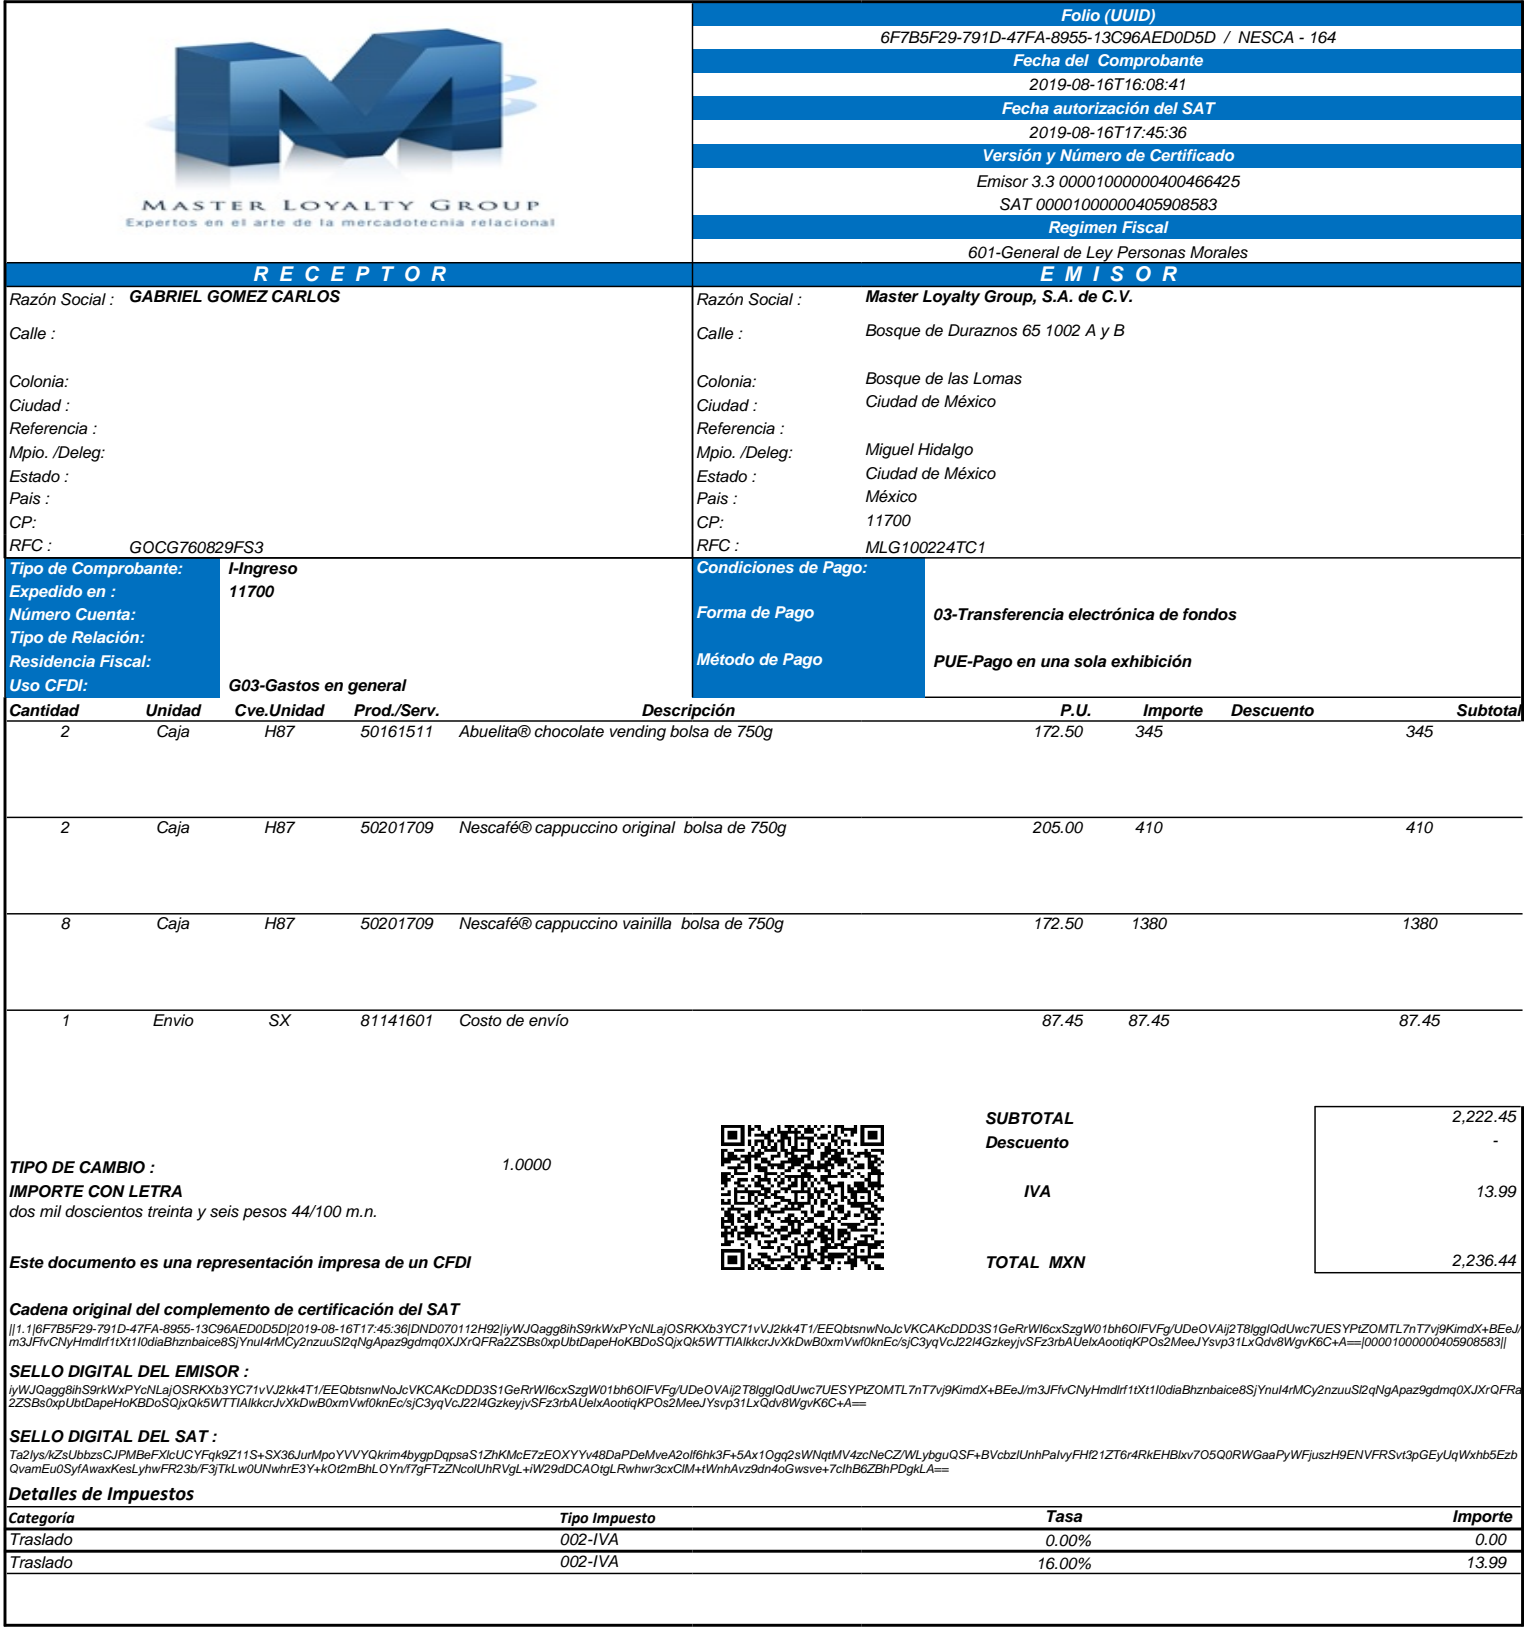 MASTER LOYALTY GROUP
Expertos en el arte de la mercadotecnia relacional
Folio (UUID)
6F7B5F29-791D-47FA-8955-13C96AED0D5D / NESCA - 164
Fecha del Comprobante
2019-08-16T16:08:41
Fecha autorización del SAT
2019-08-16T17:45:36
Versión y Número de Certificado
Emisor 3.3 00001000000400466425
SAT 00001000000405908583
Regimen Fiscal
601-General de Ley Personas Morales
RECEPTOR
Razón Social : GABRIEL GOMEZ CARLOS
Calle :
Colonia:
Ciudad :
Referencia :
Mpio. /Deleg:
Estado :
Pais :
CP:
RFC : GOCG760829FS3
EMISOR
Razón Social : Master Loyalty Group, S.A. de C.V.
Calle : Bosque de Duraznos 65 1002 A y B
Colonia: Bosque de las Lomas
Ciudad : Ciudad de México
Referencia :
Mpio. /Deleg: Miguel Hidalgo
Estado : Ciudad de México
Pais : México
CP: 11700
RFC : MLG100224TC1
Tipo de Comprobante: I-Ingreso
Expedido en : 11700
Número Cuenta:
Tipo de Relación:
Residencia Fiscal:
Uso CFDI: G03-Gastos en general
Condiciones de Pago:
Forma de Pago 03-Transferencia electrónica de fondos
Método de Pago PUE-Pago en una sola exhibición
Cantidad Unidad Cve.Unidad Prod./Serv. Descripción P.U. Importe Descuento Subtotal
2 Caja H87 50161511 Abuelita® chocolate vending bolsa de 750g 172.50 345 345
2 Caja H87 50201709 Nescafé® cappuccino original bolsa de 750g 205.00 410 410
8 Caja H87 50201709 Nescafé® cappuccino vainilla bolsa de 750g 172.50 1380 1380
1 Envio SX 81141601 Costo de envío 87.45 87.45 87.45
SUBTOTAL 2,222.45
Descuento -
TIPO DE CAMBIO : 1.0000
IMPORTE CON LETRA
IVA 13.99
dos mil doscientos treinta y seis pesos 44/100 m.n.
Este documento es una representación impresa de un CFDI
TOTAL MXN 2,236.44
Cadena original del complemento de certificación del SAT
SELLO DIGITAL DEL EMISOR :
SELLO DIGITAL DEL SAT :
Detalles de Impuestos
Categoría Tipo Impuesto Tasa Importe
Traslado 002-IVA 0.00% 0.00
Traslado 002-IVA 16.00% 13.99